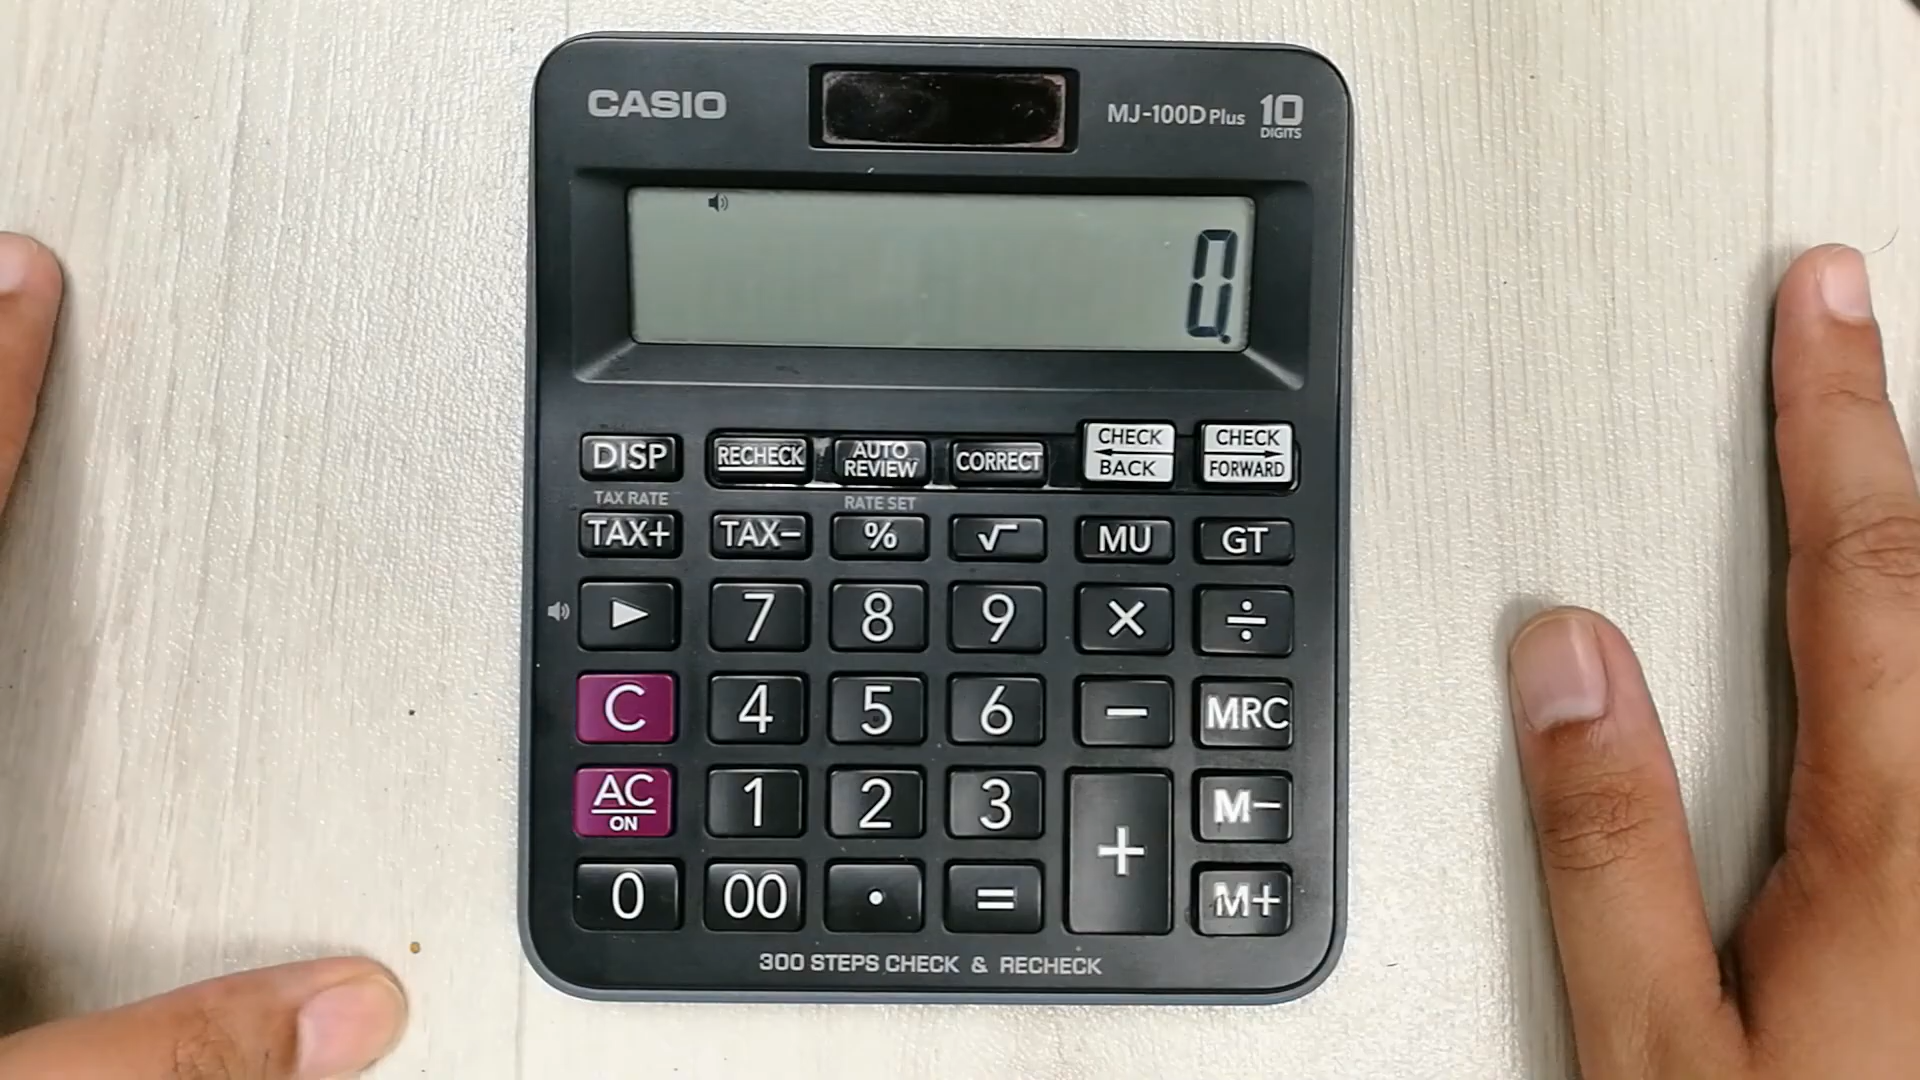 CASIO
MJ-100D Plus 10
DIGITS
0.
DISP RECHECK AUTO REVIEW CORRECT CHECK BACK CHECK FORWARD
TAX RATE RATE SET
TAX+ TAX− % √ MU GT
▶ 7 8 9 × ÷
C 4 5 6 − MRC
AC ON 1 2 3 + M−
0 00 • = M+
300 STEPS CHECK & RECHECK